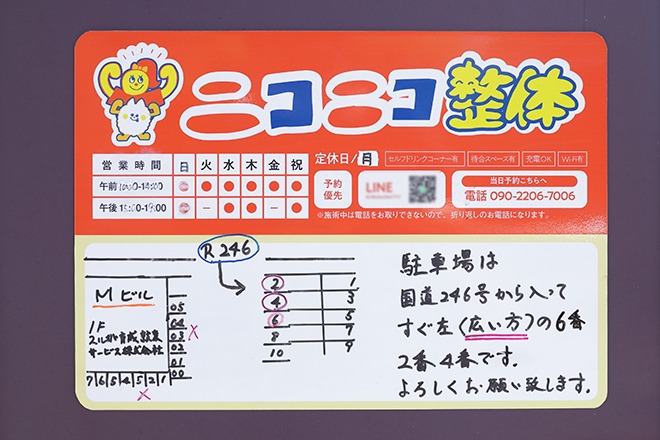 ニコニコ整体
営業時間 日 火 水 木 金 祝
午前 10:00-14:00
午後 – –
定休日/月
セルフドリンクコーナー有 待合スペース有 充電OK Wi-Fi有
予約優先
LINE
当日予約こちらへ
電話 090-2206-7006
※施術中は電話をお取りできないので、折り返しのお電話になります。
R246
Mビル
1F
育成就業
サービス株式会社
05
04
03
02
01
00
×
7 6 5 4 5 2 1
×
2 1
4 3
6 5
8 7
10 9
駐車場は
国道246号から入って
すぐ左(広い方)の6番
2番4番です.
よろしくお願い致します.